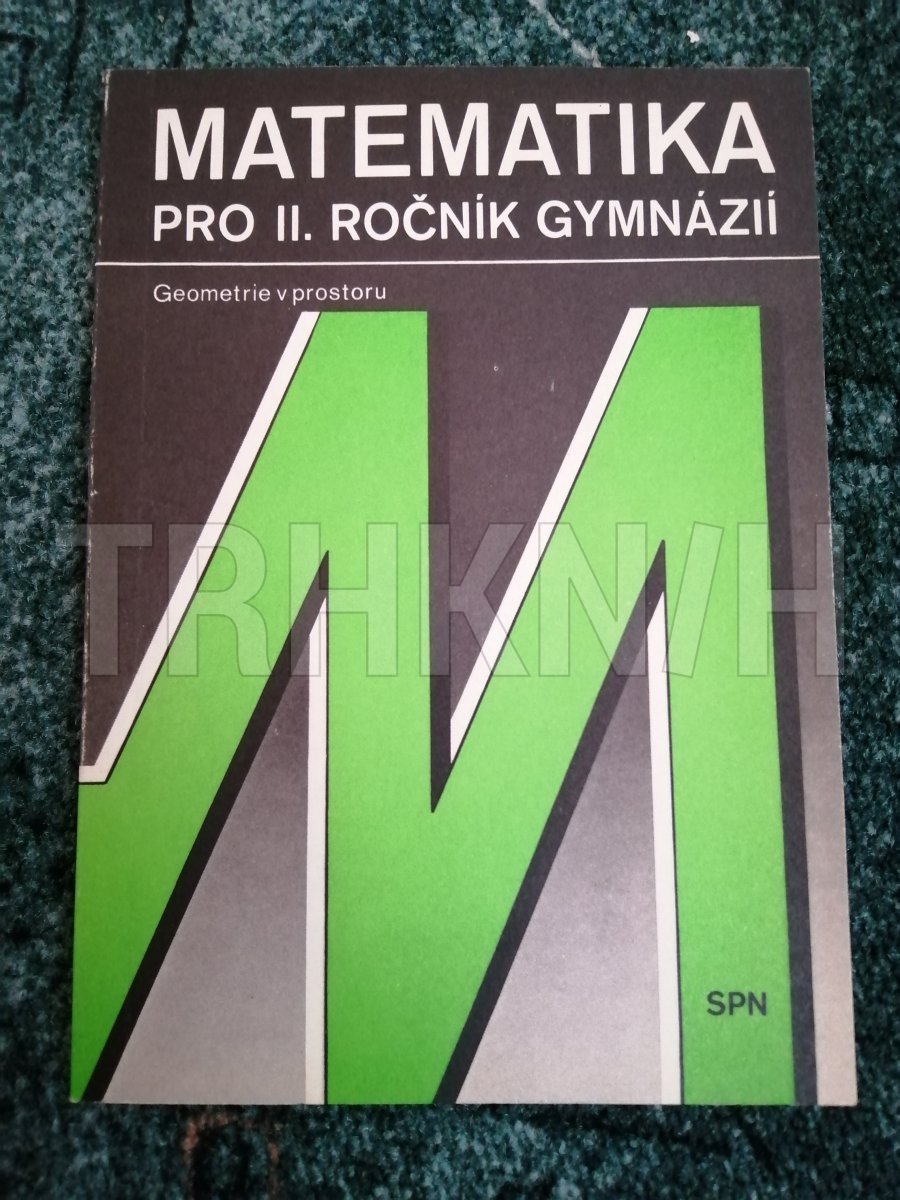 MATEMATIKA
PRO II. ROČNÍK GYMNÁZIÍ
Geometrie v prostoru
TRHKNIH
SPN